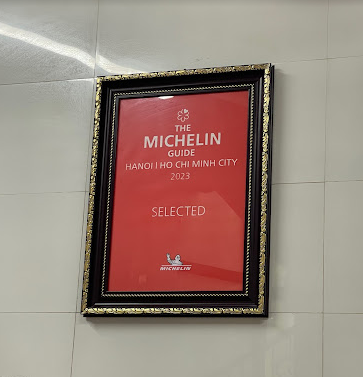 THE
MICHELIN
GUIDE
HANOI | HO CHI MINH CITY
2023
SELECTED
MICHELIN